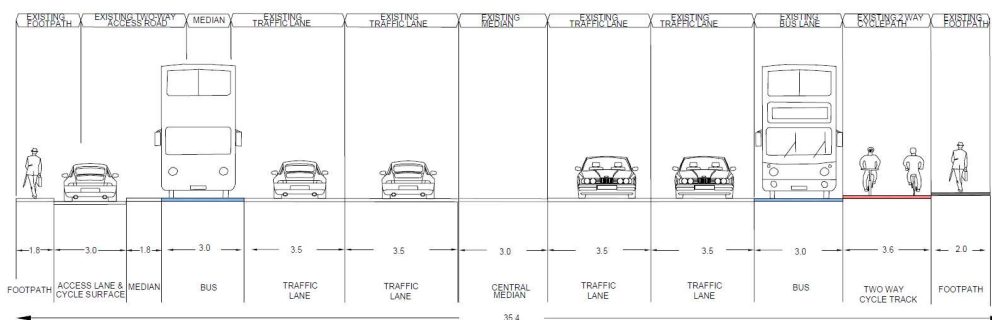 EXISTING FOOTPATH
EXISTING TWO-WAY ACCESS ROAD
MEDIAN
EXISTING TRAFFIC LANE
EXISTING TRAFFIC LANE
EXISTING MEDIAN
EXISTING TRAFFIC LANE
EXISTING TRAFFIC LANE
EXISTING BUS LANE
EXISTING 2 WAY CYCLEPATH
EXISTING FOOTPATH
1.8
3.0
1.8
3.0
3.5
3.5
3.0
3.5
3.5
3.0
3.6
2.0
FOOTPATH
ACCESS LANE & CYCLE SURFACE
MEDIAN
BUS
TRAFFIC LANE
TRAFFIC LANE
CENTRAL MEDIAN
TRAFFIC LANE
TRAFFIC LANE
BUS
TWO WAY CYCLE TRACK
FOOTPATH
35.4